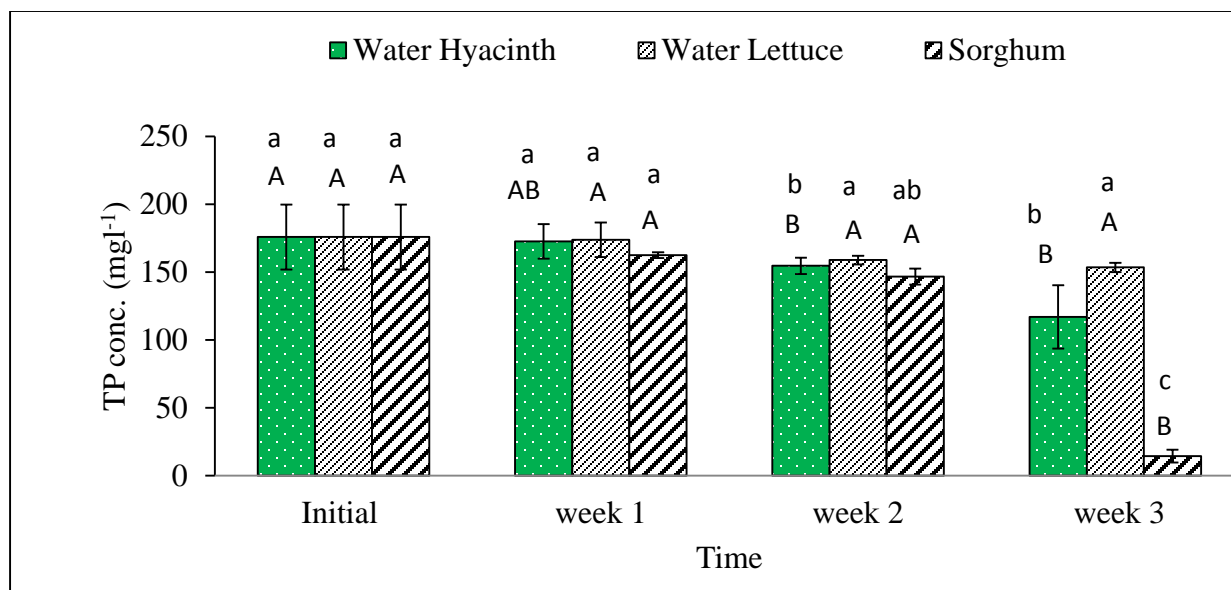 Water Hyacinth Water Lettuce Sorghum
TP conc. (mgl-1)
250
200
150
100
50
0
a a a
A A A
a a a
AB A A
b a ab
B A A
b a c
B A B
Initial week 1 week 2 week 3
Time